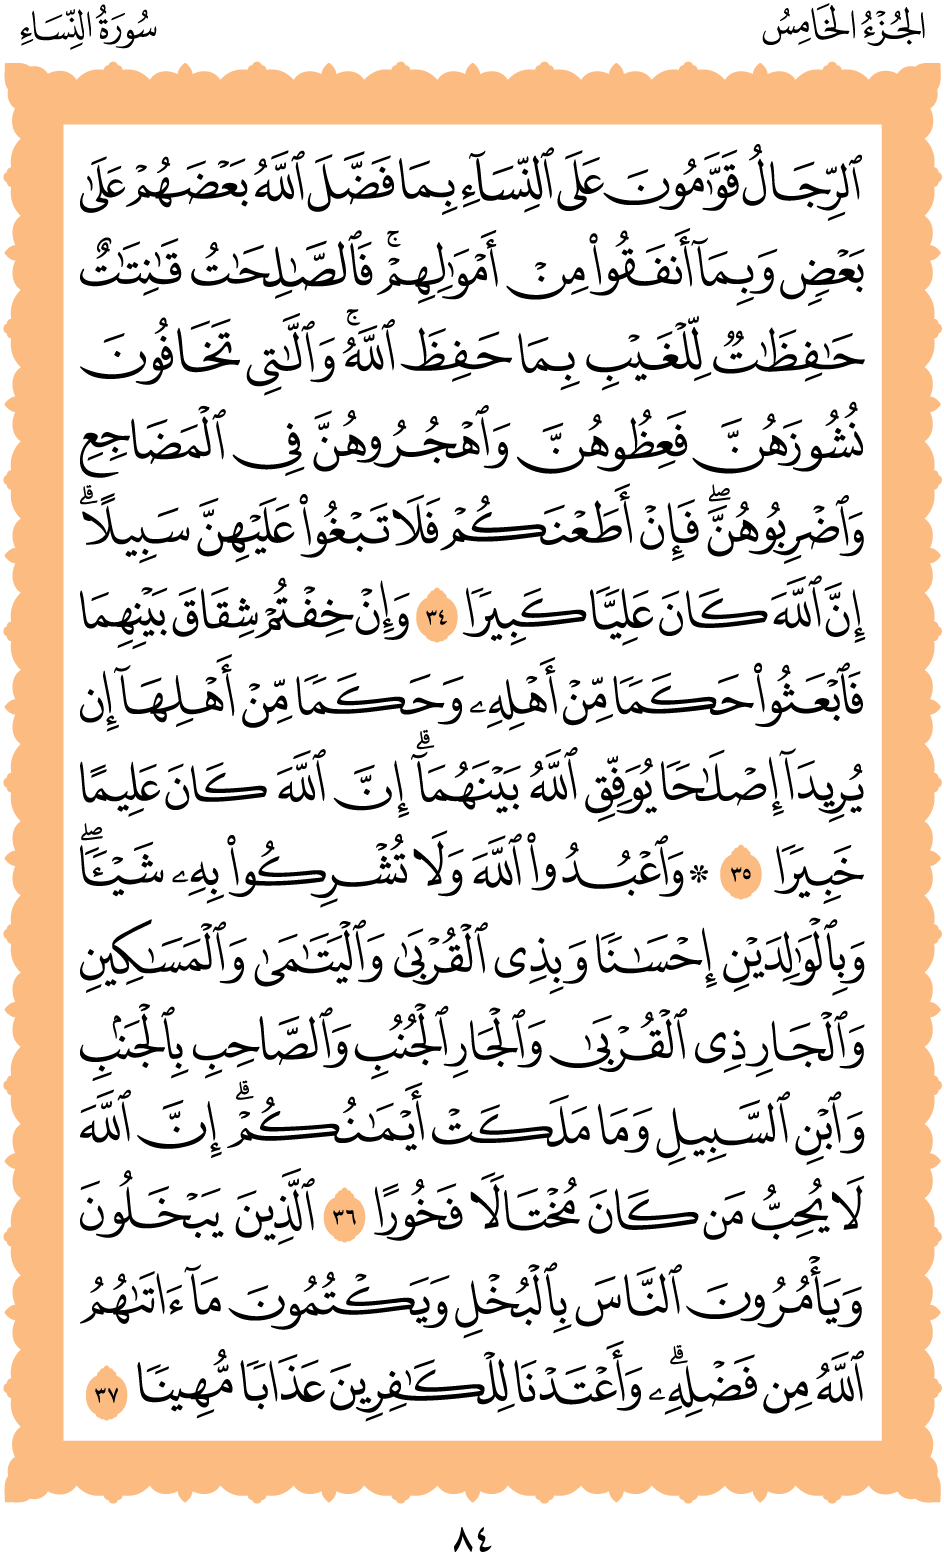 الجُزْءُ الخَامِسُ
سُورَةُ النِّسَاءِ
ٱلرِّجَالُ قَوَّٰمُونَ عَلَى ٱلنِّسَآءِ بِمَا فَضَّلَ ٱللَّهُ بَعْضَهُمْ عَلَىٰ
بَعْضٖ وَبِمَآ أَنفَقُواْ مِنْ أَمْوَٰلِهِمْۚ فَٱلصَّٰلِحَٰتُ قَٰنِتَٰتٌ
حَٰفِظَٰتٞ لِّلْغَيْبِ بِمَا حَفِظَ ٱللَّهُۚ وَٱلَّٰتِي تَخَافُونَ
نُشُوزَهُنَّ فَعِظُوهُنَّ وَٱهْجُرُوهُنَّ فِي ٱلْمَضَاجِعِ
وَٱضْرِبُوهُنَّۖ فَإِنْ أَطَعْنَكُمْ فَلَا تَبْغُواْ عَلَيْهِنَّ سَبِيلًاۗ
إِنَّ ٱللَّهَ كَانَ عَلِيّٗا كَبِيرٗا ٣٤ وَإِنْ خِفْتُمْ شِقَاقَ بَيْنِهِمَا
فَٱبْعَثُواْ حَكَمٗا مِّنْ أَهْلِهِۦ وَحَكَمٗا مِّنْ أَهْلِهَآ إِن
يُرِيدَآ إِصْلَٰحٗا يُوَفِّقِ ٱللَّهُ بَيْنَهُمَآۗ إِنَّ ٱللَّهَ كَانَ عَلِيمًا
خَبِيرٗا ٣٥ ۞ وَٱعْبُدُواْ ٱللَّهَ وَلَا تُشْرِكُواْ بِهِۦ شَيْـٔٗاۖ
وَبِٱلْوَٰلِدَيْنِ إِحْسَٰنٗا وَبِذِي ٱلْقُرْبَىٰ وَٱلْيَتَٰمَىٰ وَٱلْمَسَٰكِينِ
وَٱلْجَارِ ذِي ٱلْقُرْبَىٰ وَٱلْجَارِ ٱلْجُنُبِ وَٱلصَّاحِبِ بِٱلْجَنۢبِ
وَٱبْنِ ٱلسَّبِيلِ وَمَا مَلَكَتْ أَيْمَٰنُكُمْۗ إِنَّ ٱللَّهَ
لَا يُحِبُّ مَن كَانَ مُخْتَالٗا فَخُورًا ٣٦ ٱلَّذِينَ يَبْخَلُونَ
وَيَأْمُرُونَ ٱلنَّاسَ بِٱلْبُخْلِ وَيَكْتُمُونَ مَآ ءَاتَىٰهُمُ
ٱللَّهُ مِن فَضْلِهِۦۗ وَأَعْتَدْنَا لِلْكَٰفِرِينَ عَذَابٗا مُّهِينٗا ٣٧
٨٤